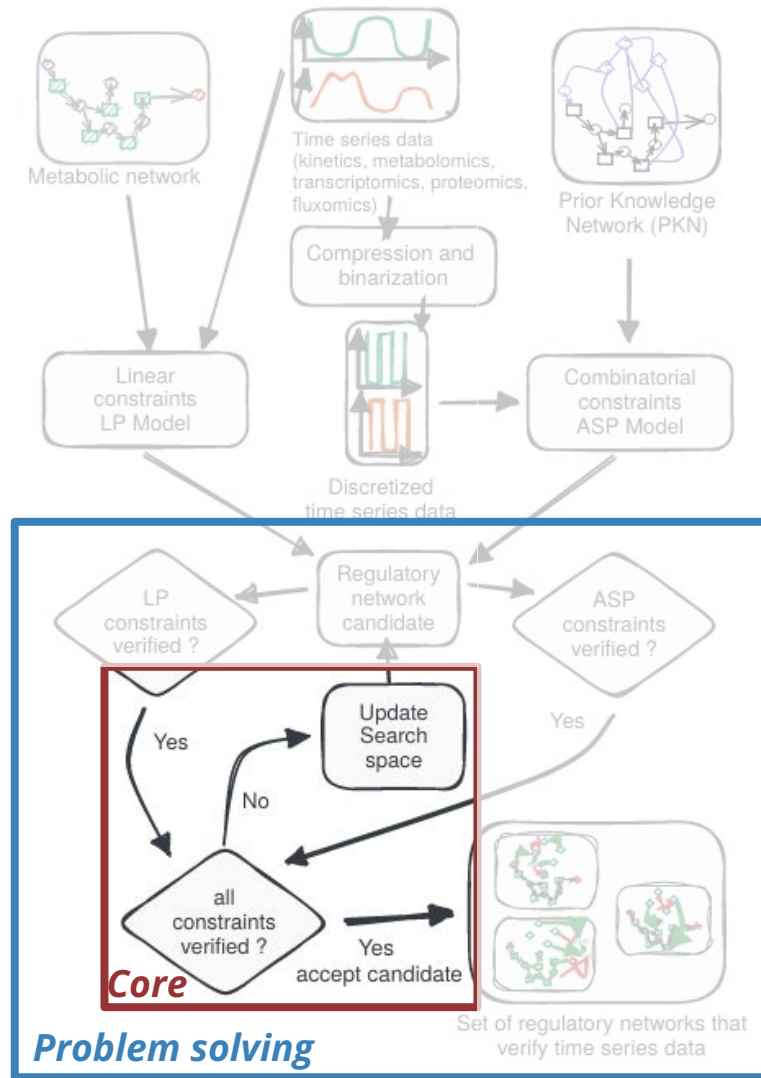 Metabolic network
Time series data
(kinetics, metabolomics,
transcriptomics, proteomics,
fluxomics)
Prior Knowledge
Network (PKN)
Compression and
binarization
Linear
constraints
LP Model
Combinatorial
constraints
ASP Model
Discretized
time series data
LP
constraints
verified ?
Regulatory
network
candidate
ASP
constraints
verified ?
Yes
Update
Search
space
Yes
No
all
constraints
verified ?
Yes
accept candidate
Core
Set of regulatory networks that
verify time series data
Problem solving